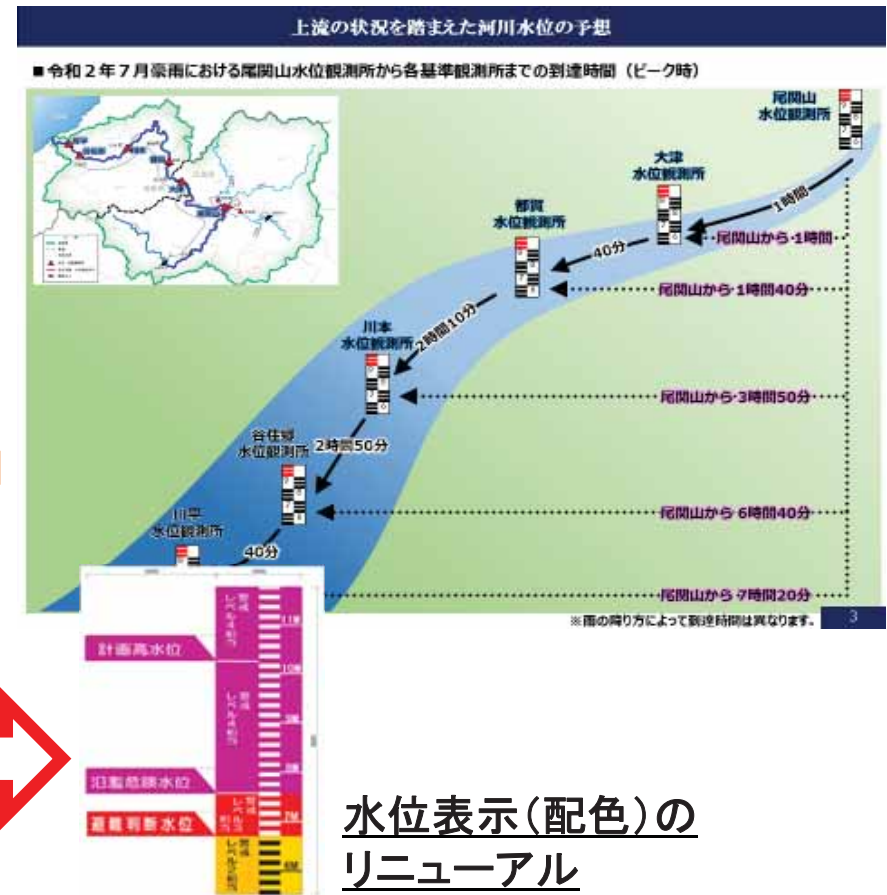 上流の状況を踏まえた河川水位の予想
■令和２年７月豪雨における尾関山水位観測所から各基準観測所までの到達時間（ピーク時）
尾関山
水位観測所
大津
水位観測所
1時間
都賀
水位観測所
40分
尾関山から1時間
尾関山から1時間40分
川本
水位観測所
2時間10分
尾関山から3時間50分
谷住郷
水位観測所
2時間50分
尾関山から6時間40分
川平
水位観測所
40分
尾関山から7時間20分
※雨の降り方によって到達時間は異なります。
3
計画高水位
氾濫危険水位
避難判断水位
11M
10M
9M
8M
7M
6M
水位表示（配色）の
リニューアル